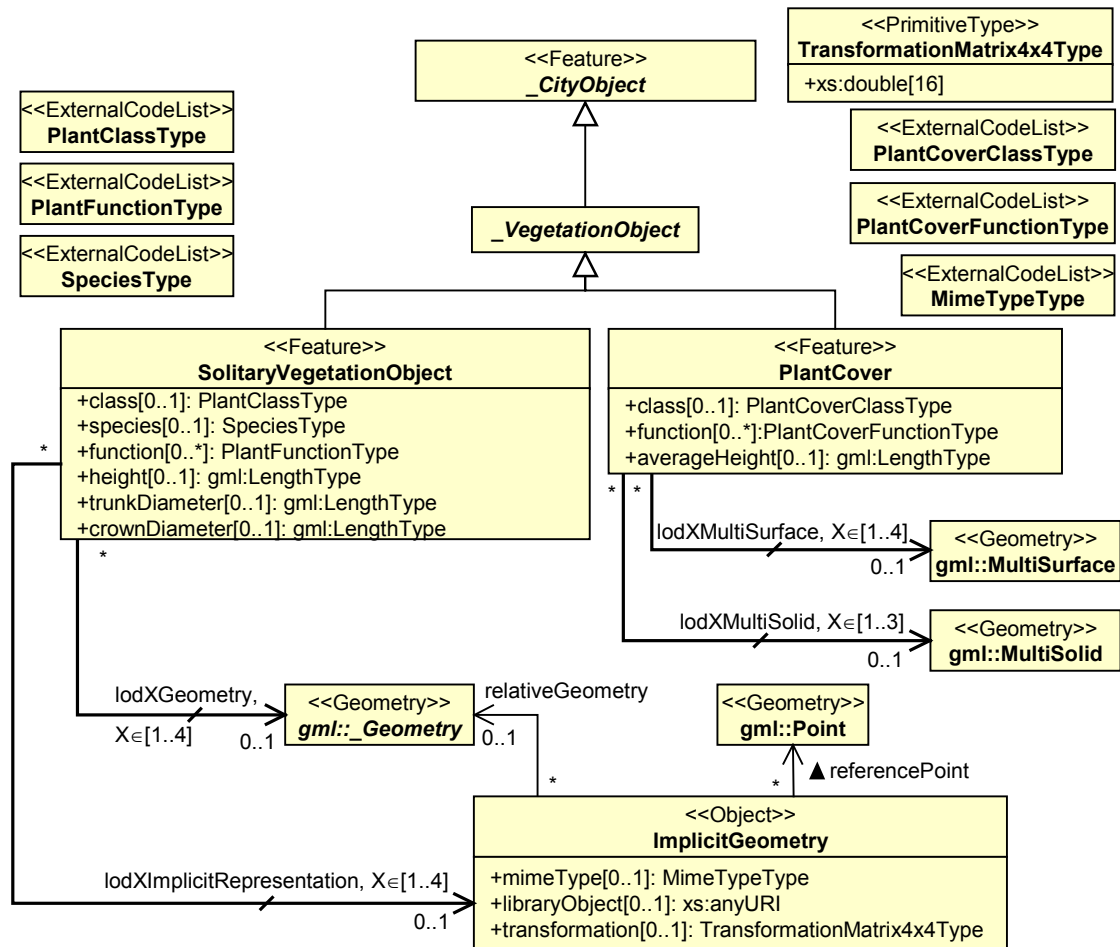 <<PrimitiveType>>
TransformationMatrix4x4Type
+xs:double[16]
<<Feature>>
_CityObject
<<ExternalCodeList>>
PlantClassType
<<ExternalCodeList>>
PlantCoverClassType
<<ExternalCodeList>>
PlantFunctionType
<<ExternalCodeList>>
PlantCoverFunctionType
_VegetationObject
<<ExternalCodeList>>
SpeciesType
<<ExternalCodeList>>
MimeTypeType
<<Feature>>
SolitaryVegetationObject
+class[0..1]: PlantClassType
+species[0..1]: SpeciesType
+function[0..*]: PlantFunctionType
+height[0..1]: gml:LengthType
+trunkDiameter[0..1]: gml:LengthType
+crownDiameter[0..1]: gml:LengthType
<<Feature>>
PlantCover
+class[0..1]: PlantCoverClassType
+function[0..*]:PlantCoverFunctionType
+averageHeight[0..1]: gml:LengthType
*
*
*
*
lodXMultiSurface, X∈[1..4]
0..1
<<Geometry>>
gml::MultiSurface
lodXMultiSolid, X∈[1..3]
0..1
<<Geometry>>
gml::MultiSolid
lodXGeometry,
X∈[1..4]
0..1
<<Geometry>>
gml::_Geometry
relativeGeometry
0..1
*
<<Geometry>>
gml::Point
▲ referencePoint
*
<<Object>>
ImplicitGeometry
+mimeType[0..1]: MimeTypeType
+libraryObject[0..1]: xs:anyURI
+transformation[0..1]: TransformationMatrix4x4Type
lodXImplicitRepresentation, X∈[1..4]
0..1